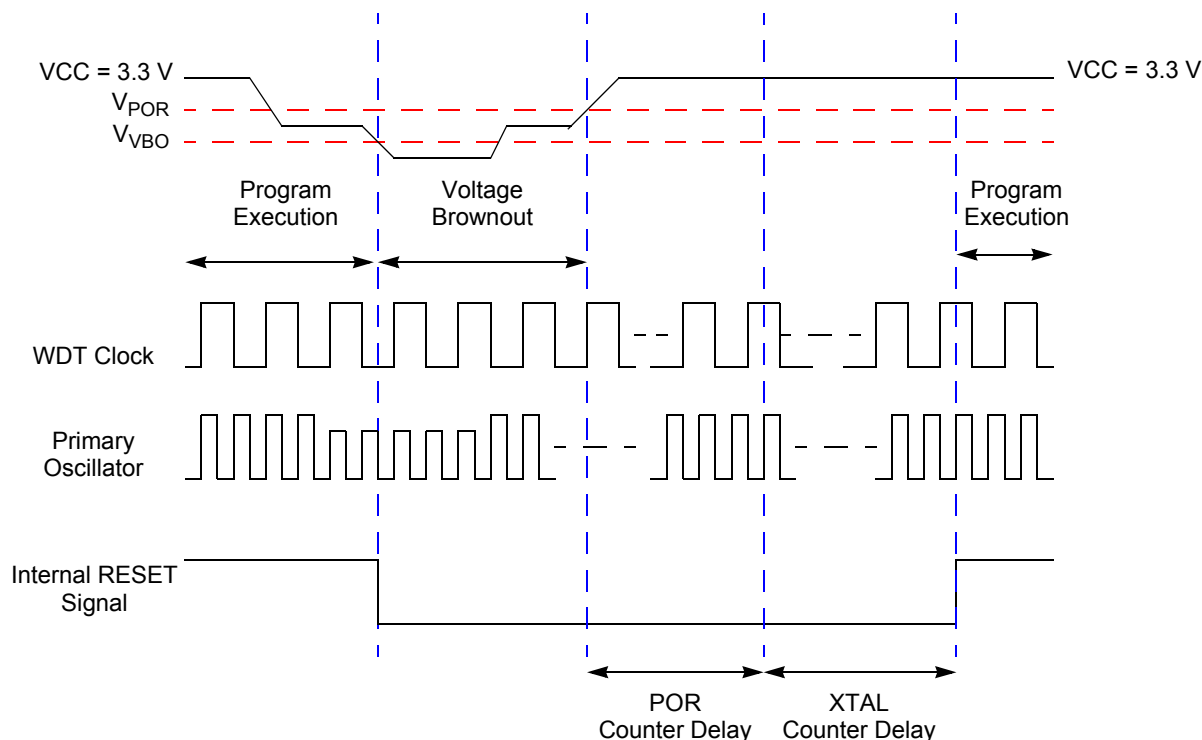 VCC = 3.3 V
VCC = 3.3 V
VPOR
VVBO
Program
Execution
Voltage
Brownout
Program
Execution
WDT Clock
Primary
Oscillator
Internal RESET
Signal
POR
Counter Delay
XTAL
Counter Delay